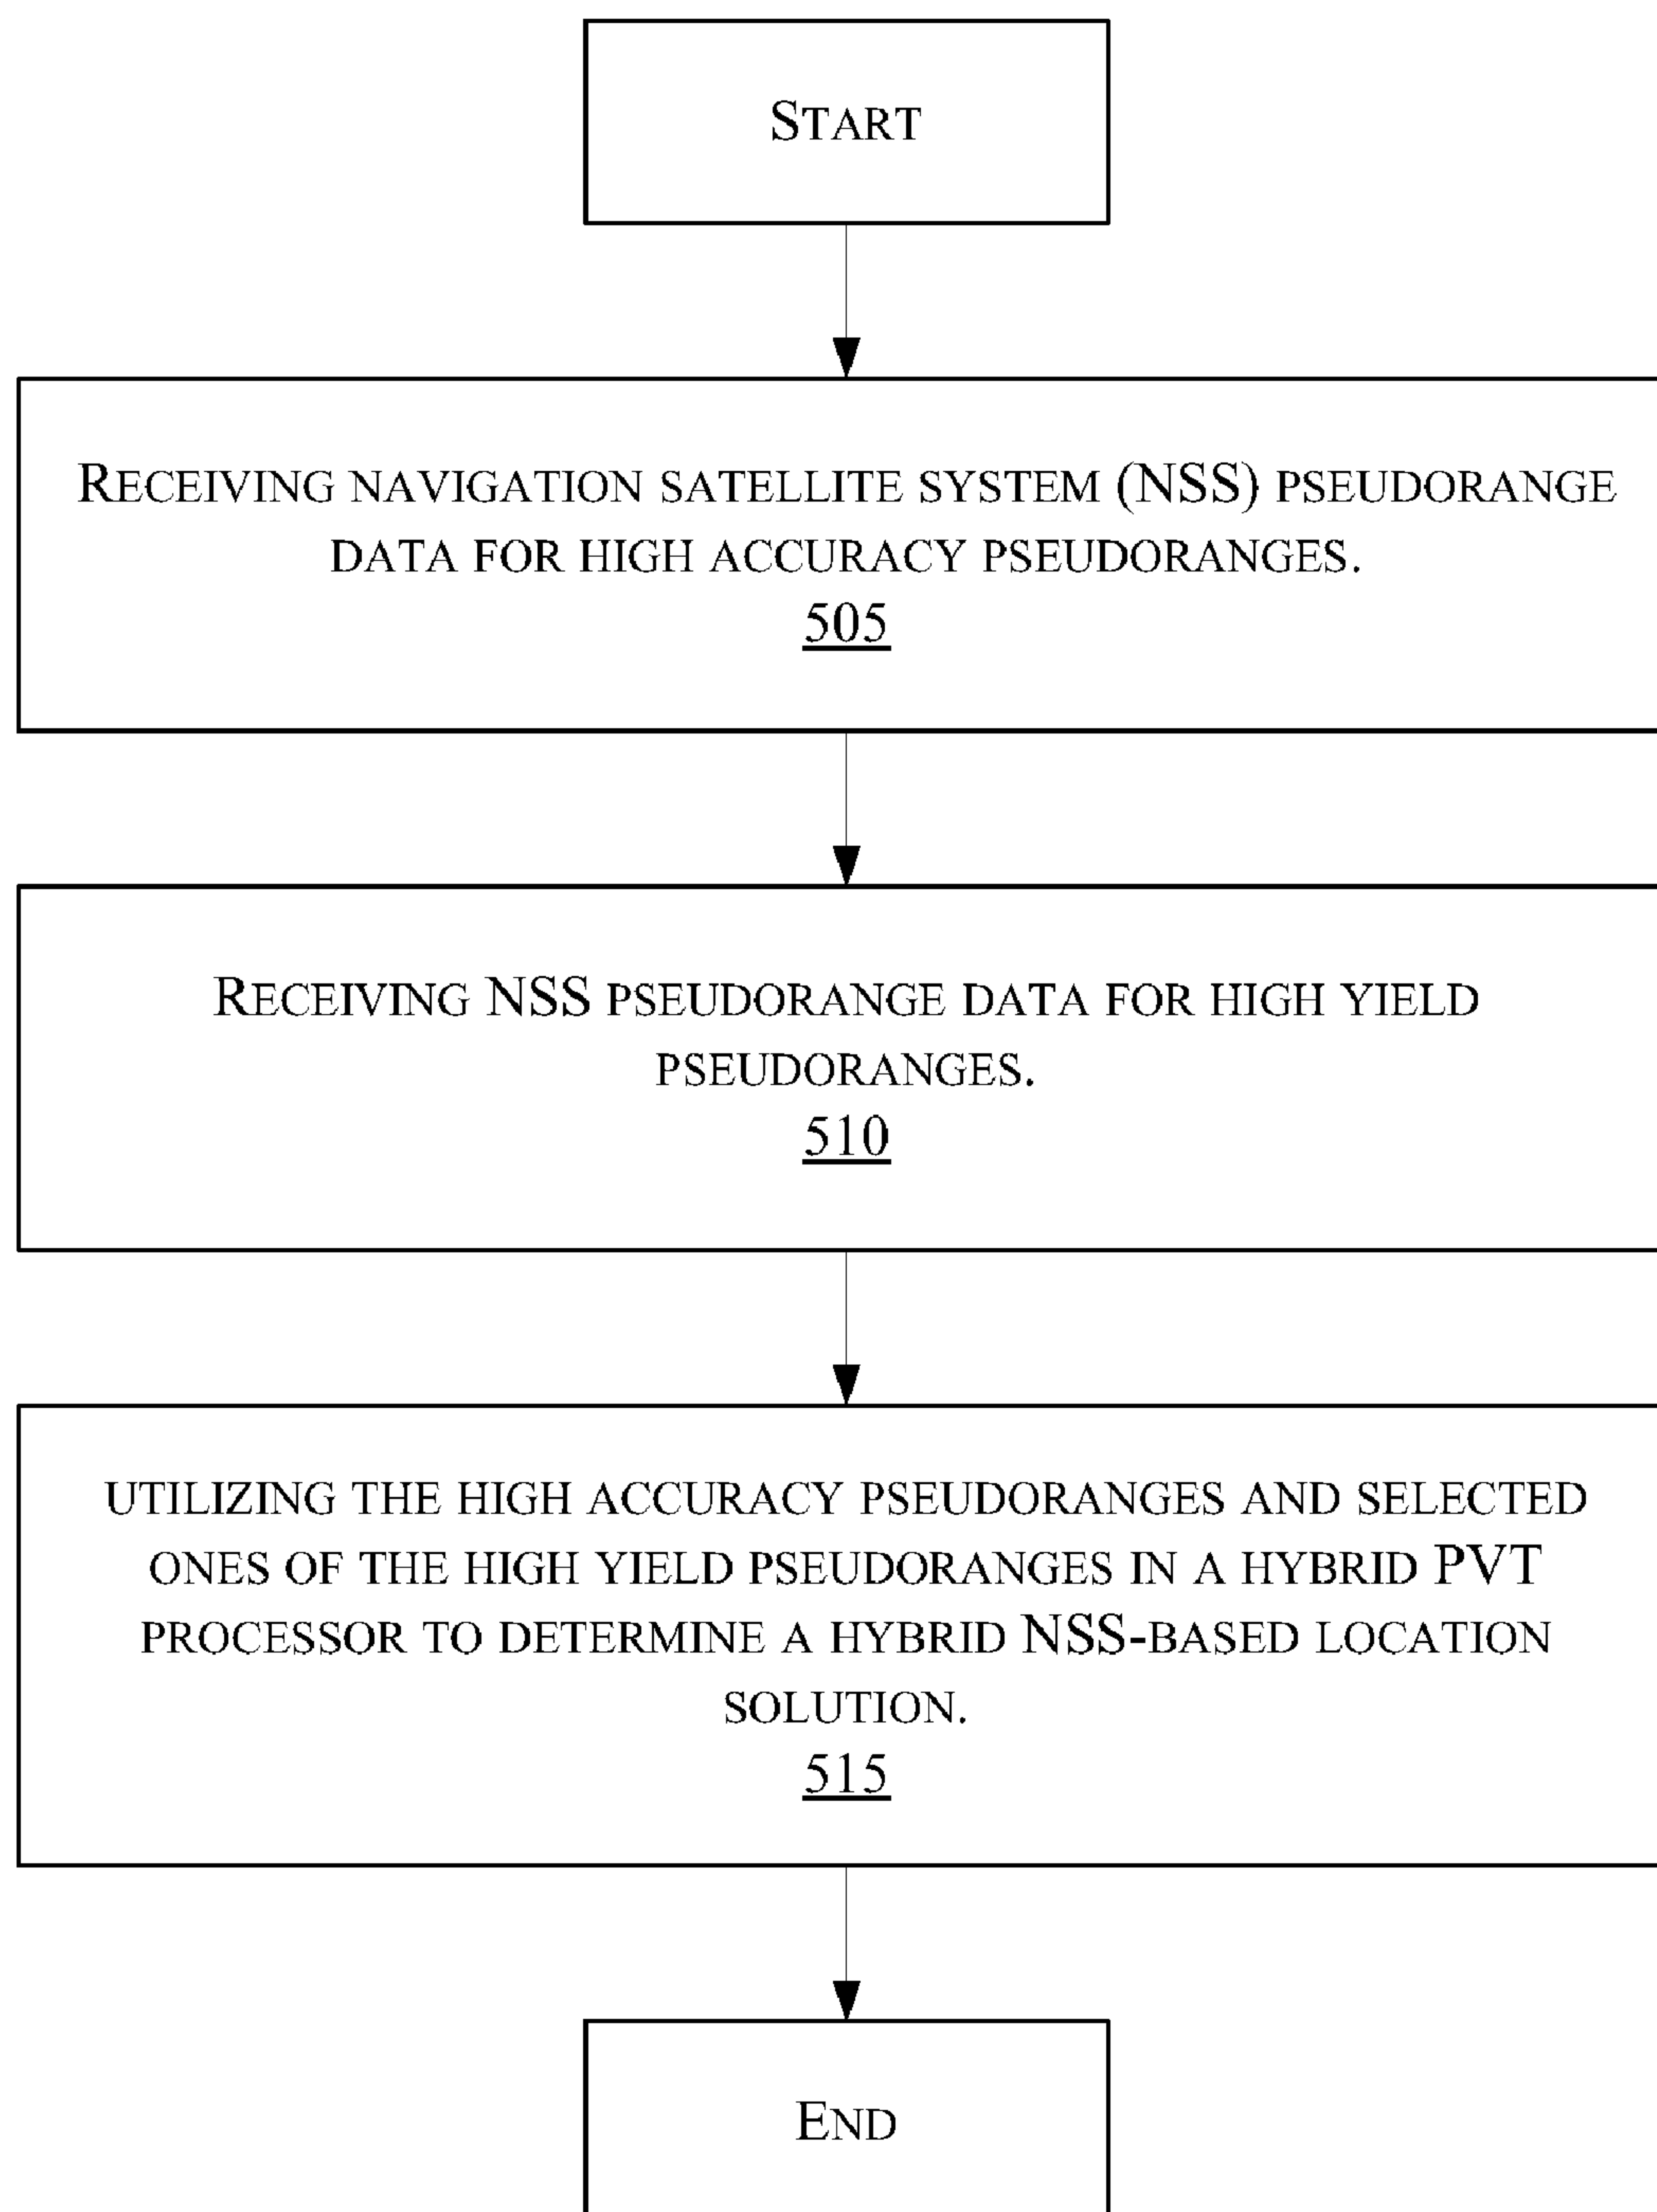 START
RECEIVING NAVIGATION SATELLITE SYSTEM (NSS) PSEUDORANGE
DATA FOR HIGH ACCURACY PSEUDORANGES.
505
RECEIVING NSS PSEUDORANGE DATA FOR HIGH YIELD
PSEUDORANGES.
510
UTILIZING THE HIGH ACCURACY PSEUDORANGES AND SELECTED
ONES OF THE HIGH YIELD PSEUDORANGES IN A HYBRID PVT
PROCESSOR TO DETERMINE A HYBRID NSS-BASED LOCATION
SOLUTION.
515
END